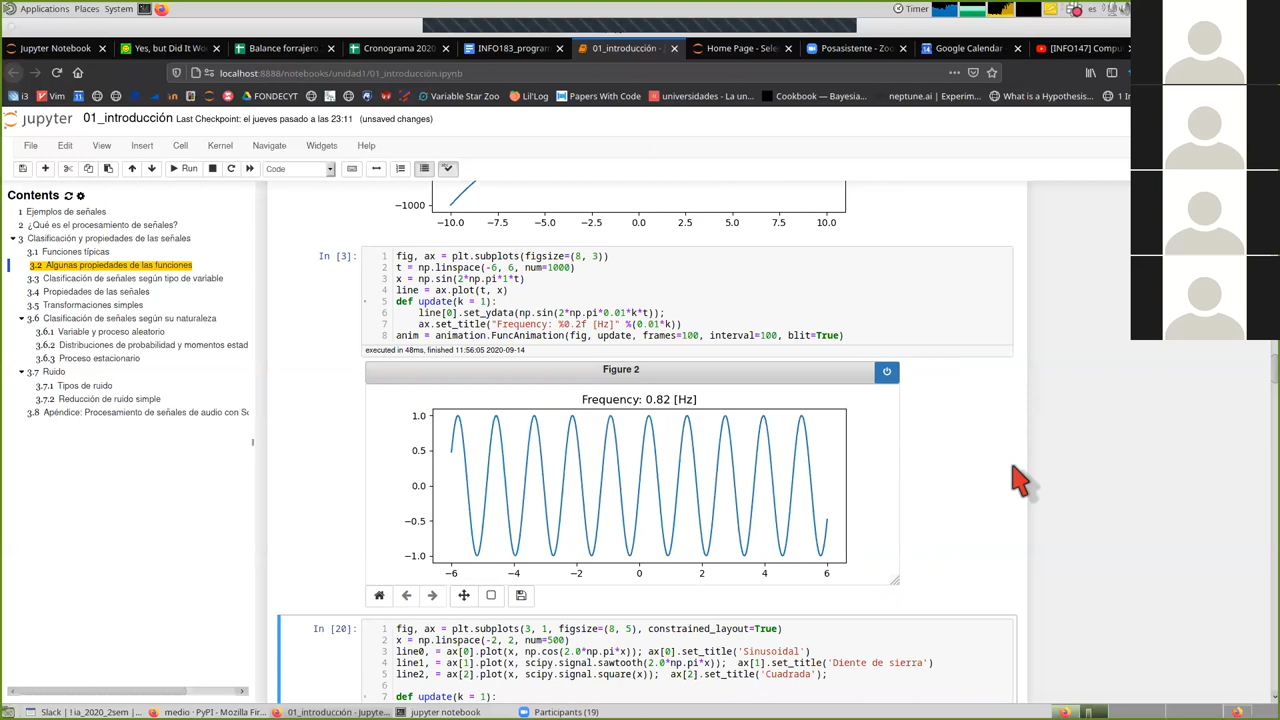 Applications Places System Timer es
Jupyter Notebook Yes, but Did It Wo Balance forrajero Cronograma 2020 INFO183_program 01_introducción - Home Page - Sele Posasistente - Zo Google Calendar [INFO147] Compu
localhost:8888/notebooks/unidad1/01_introducción.ipynb
i3 Vim FONDECYT Variable Star Zoo Lil'Log Papers With Code universidades - La un... Cookbook — Bayesia... neptune.ai | Experim... What is a Hypothesis...
jupyter 01_introducción Last Checkpoint: el jueves pasado a las 23:11 (unsaved changes)
File Edit View Insert Cell Kernel Navigate Widgets Help
Run Code
Contents
1 Ejemplos de señales
2 ¿Qué es el procesamiento de señales?
3 Clasificación y propiedades de las señales
3.1 Funciones típicas
3.2 Algunas propiedades de las funciones
3.3 Clasificación de señales según tipo de variable
3.4 Propiedades de las señales
3.5 Transformaciones simples
3.6 Clasificación de señales según su naturaleza
3.6.1 Variable y proceso aleatorio
3.6.2 Distribuciones de probabilidad y momentos estad
3.6.3 Proceso estacionario
3.7 Ruido
3.7.1 Tipos de ruido
3.7.2 Reducción de ruido simple
3.8 Apéndice: Procesamiento de señales de audio con Sc
−1000
−10.0 −7.5 −5.0 −2.5 0.0 2.5 5.0 7.5 10.0
In [3]:
1 fig, ax = plt.subplots(figsize=(8, 3))
2 t = np.linspace(-6, 6, num=1000)
3 x = np.sin(2*np.pi*1*t)
4 line = ax.plot(t, x)
5 def update(k = 1):
6 line[0].set_ydata(np.sin(2*np.pi*0.01*k*t));
7 ax.set_title("Frequency: %0.2f [Hz]" %(0.01*k))
8 anim = animation.FuncAnimation(fig, update, frames=100, interval=100, blit=True)
executed in 48ms, finished 11:56:05 2020-09-14
Figure 2
Frequency: 0.82 [Hz]
1.0
0.5
0.0
−0.5
−1.0
−6 −4 −2 0 2 4 6
In [20]:
1 fig, ax = plt.subplots(3, 1, figsize=(8, 5), constrained_layout=True)
2 x = np.linspace(-2, 2, num=500)
3 line0, = ax[0].plot(x, np.cos(2.0*np.pi*x)); ax[0].set_title('Sinusoidal')
4 line1, = ax[1].plot(x, scipy.signal.sawtooth(2.0*np.pi*x)); ax[1].set_title('Diente de sierra')
5 line2, = ax[2].plot(x, scipy.signal.square(x)); ax[2].set_title('Cuadrada');
6
7 def update(k = 1):
Slack | !ia_2020_2sem | medio · PyPI - Mozilla Fir... 01_introducción - Jupyte... jupyter notebook Participants (19)